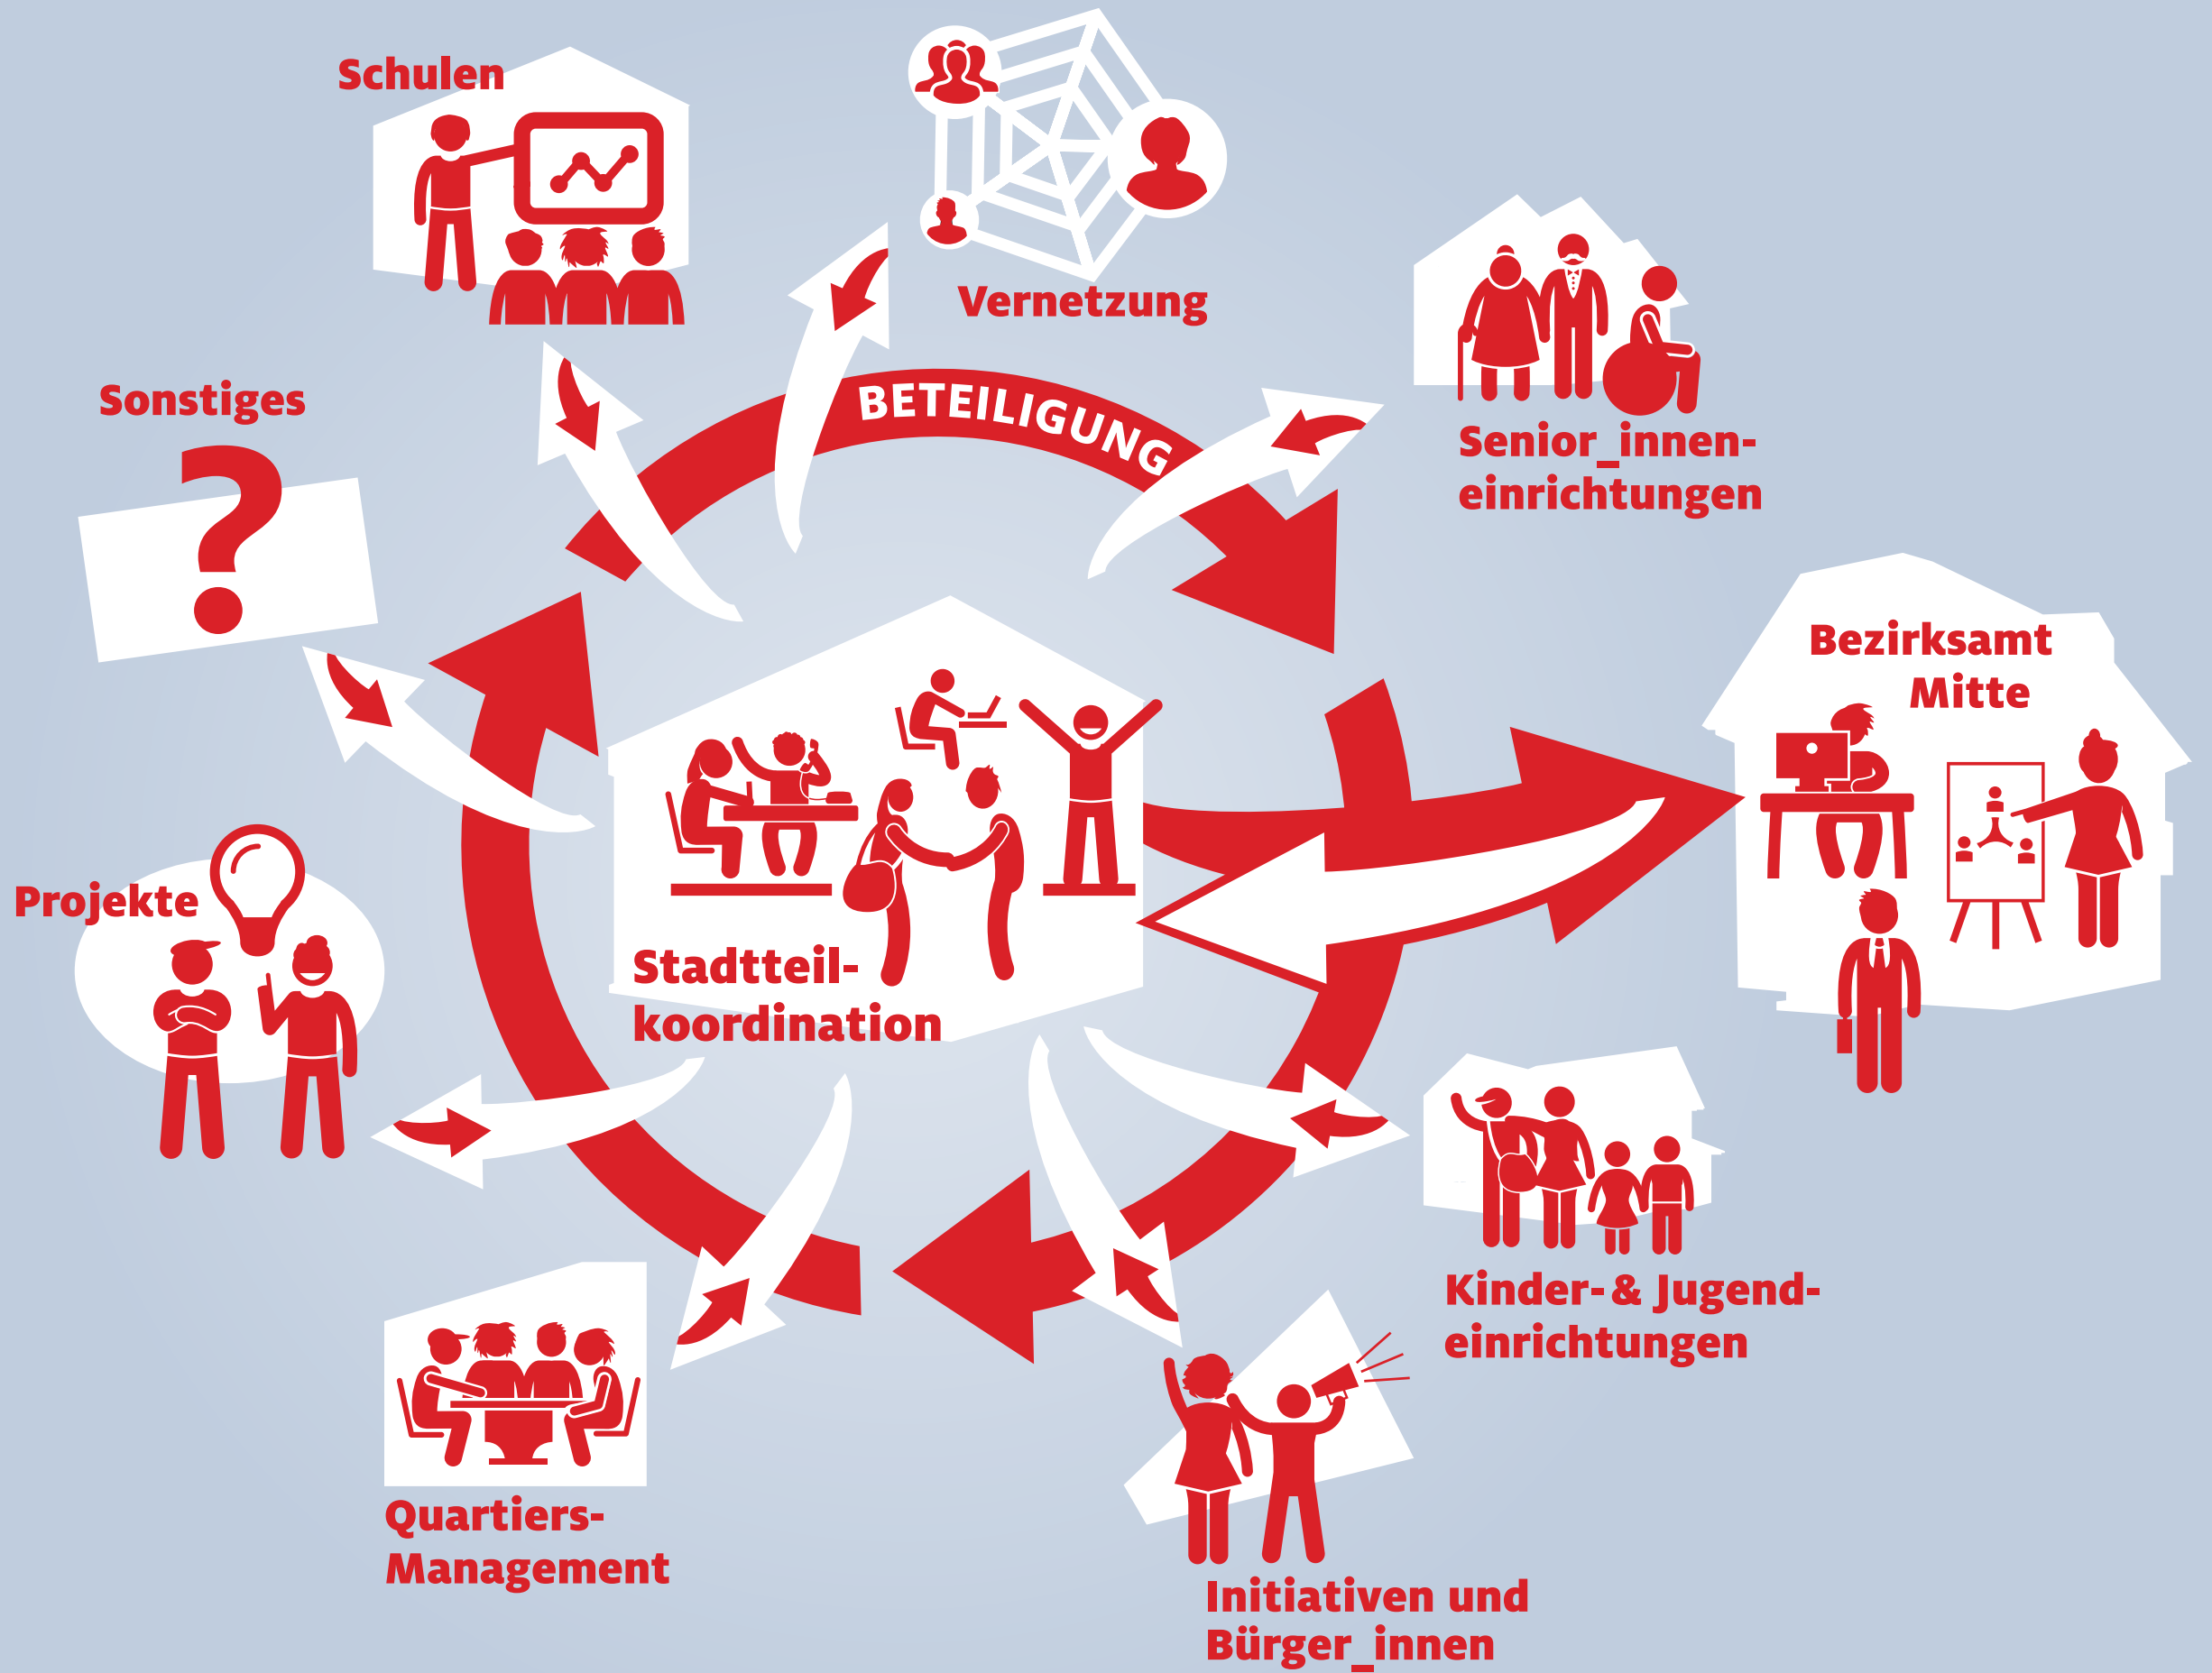 Schulen
Vernetzung
Sonstiges
BETEILIGUNG
Senior_innen-
einrichtungen
Bezirksamt
Mitte
Projekte
Stadtteil-
koordination
Kinder- & Jugend-
einrichtungen
Quartiers-
Management
Initiativen und
Bürger_innen